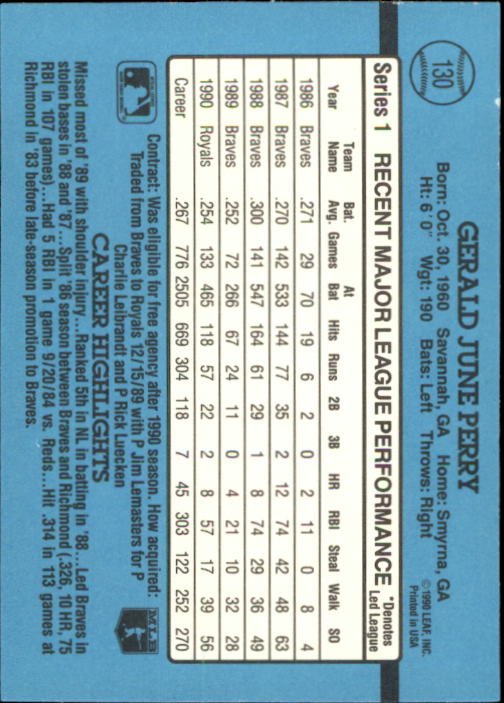 130
GERALD JUNE PERRY
Born: Oct. 30, 1960 Savannah, GA Home: Smyrna, GA
Ht: 6' 0" Wgt: 190 Bats: Left Throws: Right
© 1990 LEAF, INC.
Printed in USA
Series 1 RECENT MAJOR LEAGUE PERFORMANCE *Denotes Led League
Year Team Name Bat. Avg. Games At Bat Hits Runs 2B 3B HR RBI Steal Walk SO
1986 Braves .271 29 70 19 6 2 0 2 11 0 8 4
1987 Braves .270 142 533 144 77 35 2 12 74 42 48 63
1988 Braves .300 141 547 164 61 29 1 8 74 29 36 49
1989 Braves .252 72 266 67 24 11 0 4 21 10 32 28
1990 Royals .254 133 465 118 57 22 2 8 57 17 39 56
Career .267 776 2505 669 304 118 7 45 303 122 252 270
Contract: Was eligible for free agency after 1990 season. How acquired:
Traded from Braves to Royals 12/15/89 with P Jim Lemasters for P
Charlie Leibrandt and P Rick Luecken
MLB
CAREER HIGHLIGHTS
Missed most of '89 with shoulder injury...Ranked 5th in NL in batting in '88...Led Braves in
stolen bases in '88 and '87...Split '86 season between Braves and Richmond (.326, 10 HR, 75
RBI in 107 games)...Had 5 RBI in 1 game 9/20/84 vs. Reds...Hit .314 in 113 games at
Richmond in '83 before late-season promotion to Braves.